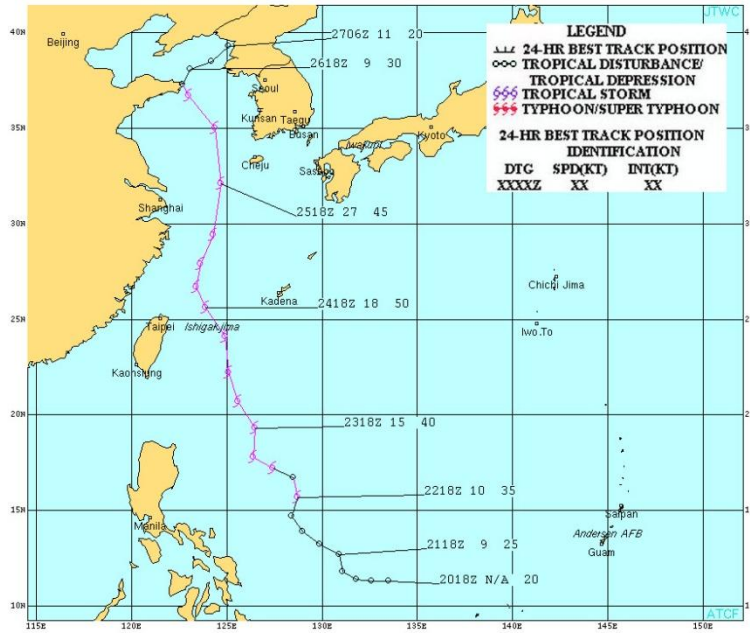 JTWC
40N
35N
30N
25N
20N
15N
10N
LEGEND
24-HR BEST TRACK POSITION
TROPICAL DISTURBANCE/
TROPICAL DEPRESSION
TROPICAL STORM
TYPHOON/SUPER TYPHOON
24-HR BEST TRACK POSITION
IDENTIFICATION
DTG SPD(KT) INT(KT)
XXXXZ XX XX
Beijing
2706Z 11 20
2618Z 9 30
Seoul
Kunsan
Taegu
Busan
Iwakuni
Kyoto
Cheju
Sasebo
Shanghai
2518Z 27 45
Chichi Jima
Kadena
2418Z 18 50
Taipei
Ishigakijima
Iwo To
Kaohsiung
2318Z 15 40
2218Z 10 35
Saipan
Manila
Andersen AFB
Guam
2118Z 9 25
2018Z N/A 20
ATCF
115E
120E
125E
130E
135E
140E
145E
150E